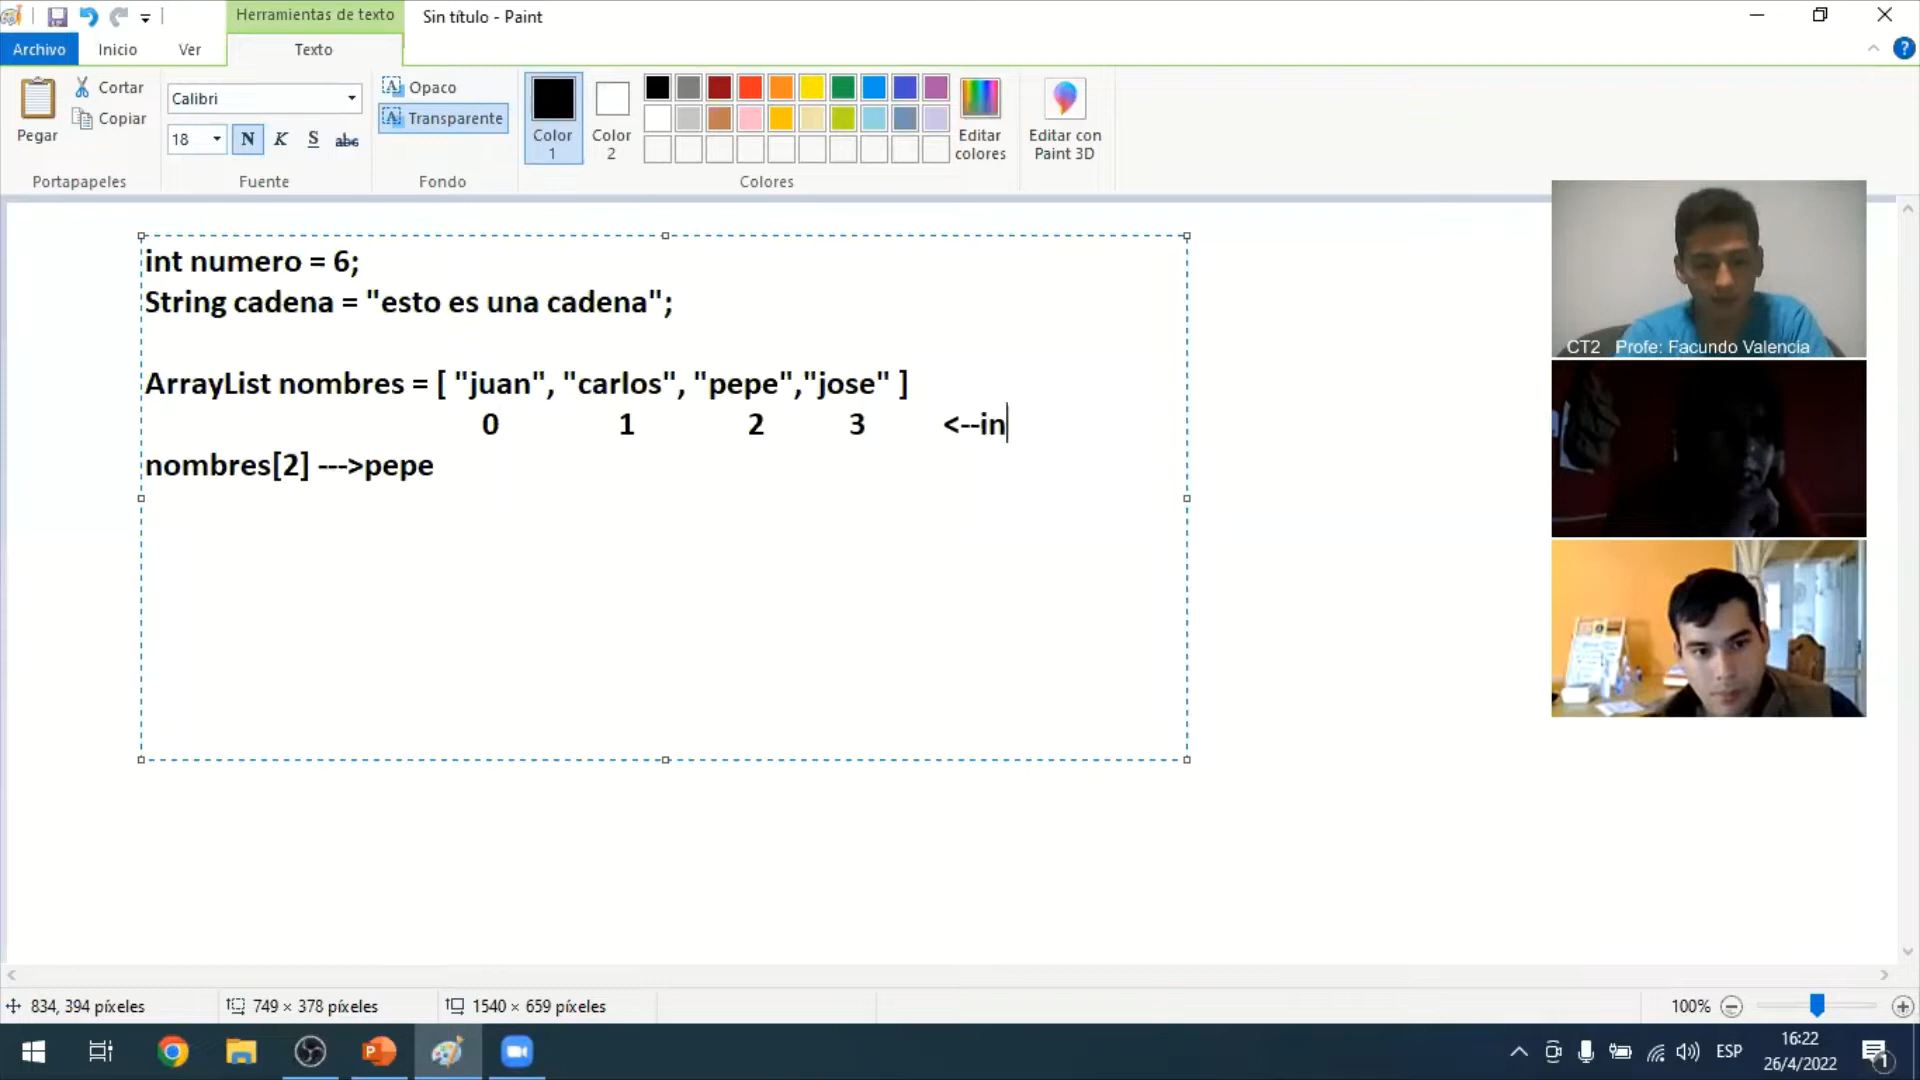 Herramientas de texto
Sin título - Paint
Archivo
Inicio
Ver
Texto
Pegar
Cortar
Copiar
Portapapeles
Calibri
18
N K S abc
Fuente
Opaco
Transparente
Fondo
Color 1
Color 2
Editar colores
Editar con Paint 3D
Colores
int numero = 6;
String cadena = "esto es una cadena";
ArrayList nombres = [ "juan", "carlos", "pepe","jose" ]
0 1 2 3 <--in
nombres[2] --->pepe
CT2 Profe: Facundo Valencia
834, 394 píxeles
749 × 378 píxeles
1540 × 659 píxeles
100%
ESP
16:22
26/4/2022
1